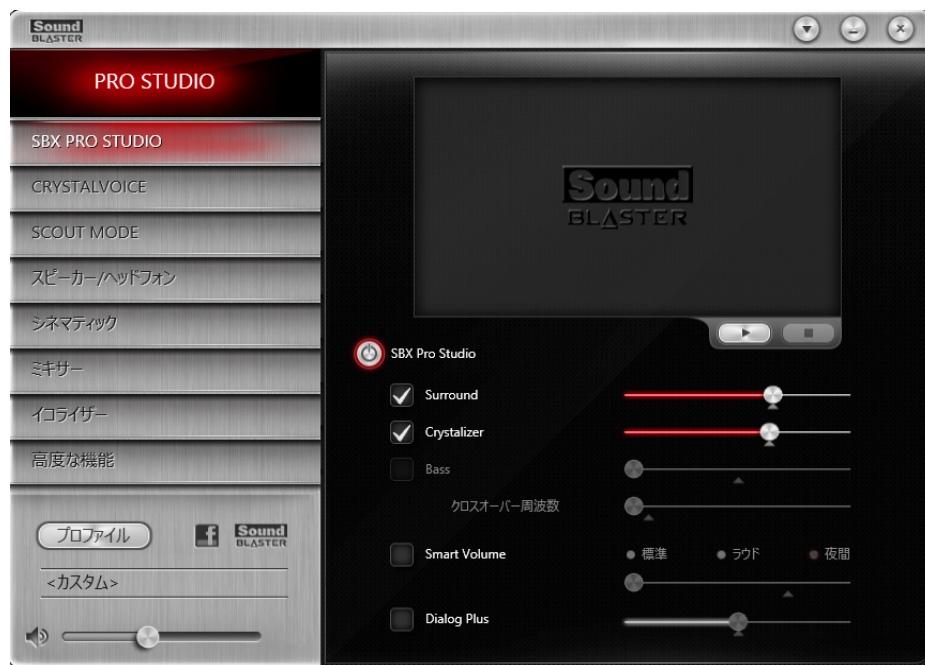 Sound
BLASTER
PRO STUDIO
SBX PRO STUDIO
CRYSTALVOICE
SCOUT MODE
スピーカー/ヘッドフォン
シネマティック
ミキサー
イコライザー
高度な機能
プロファイル
f
Sound
BLASTER
<カスタム>
Sound
BLASTER
SBX Pro Studio
Surround
Crystalizer
Bass
クロスオーバー周波数
Smart Volume
標準 ラウド 夜間
Dialog Plus